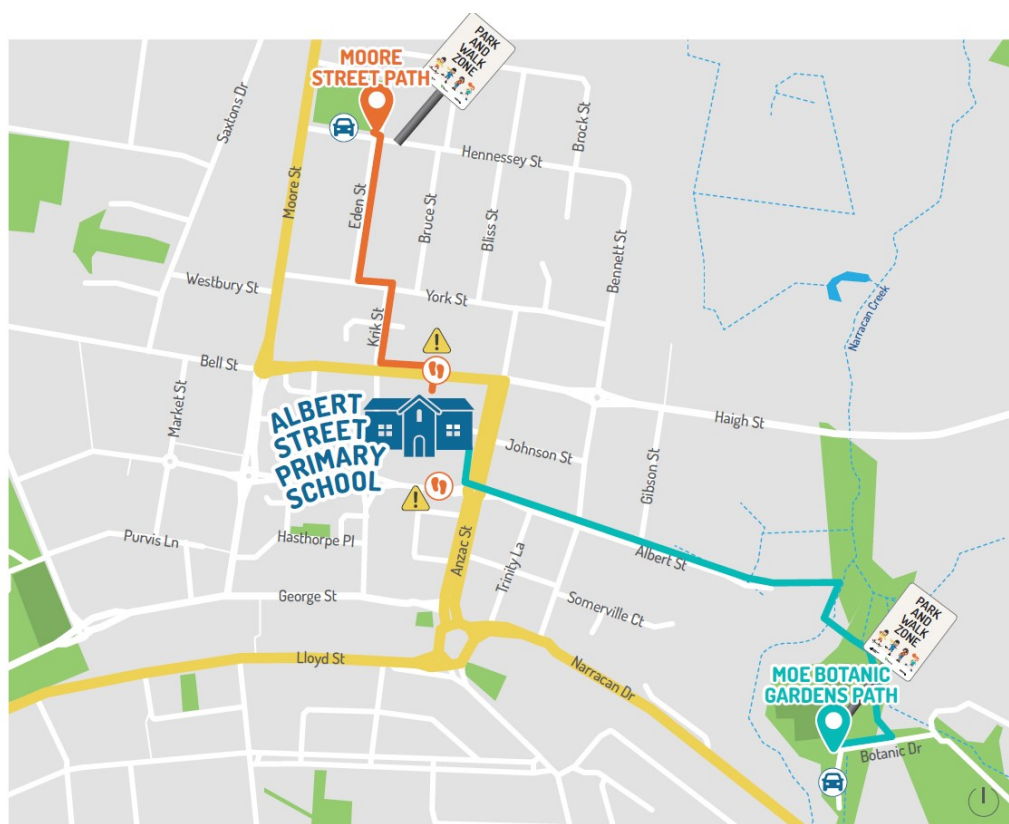 MOORE
STREET PATH
PARK
AND
WALK
ZONE
Saxtons Dr
Moore St
Hennessey St
Brock St
Eden St
Bruce St
Bliss St
Bennett St
Westbury St
York St
Krik St
Narracan Creek
Bell St
Market St
ALBERT
STREET
PRIMARY
SCHOOL
Haigh St
Johnson St
Gibson St
Purvis Ln
Hasthorpe Pl
Anzac St
Trinity La
Albert St
George St
Somerville Ct
Lloyd St
Narracan Dr
PARK
AND
WALK
ZONE
MOE BOTANIC
GARDENS PATH
Botanic Dr